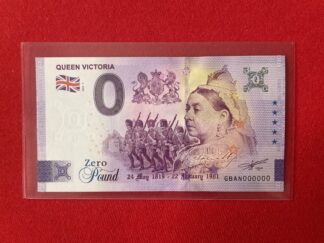 QUEEN VICTORIA
0
0
Zero
Pound
24 May 1819 - 22 January 1901
GBAN000000